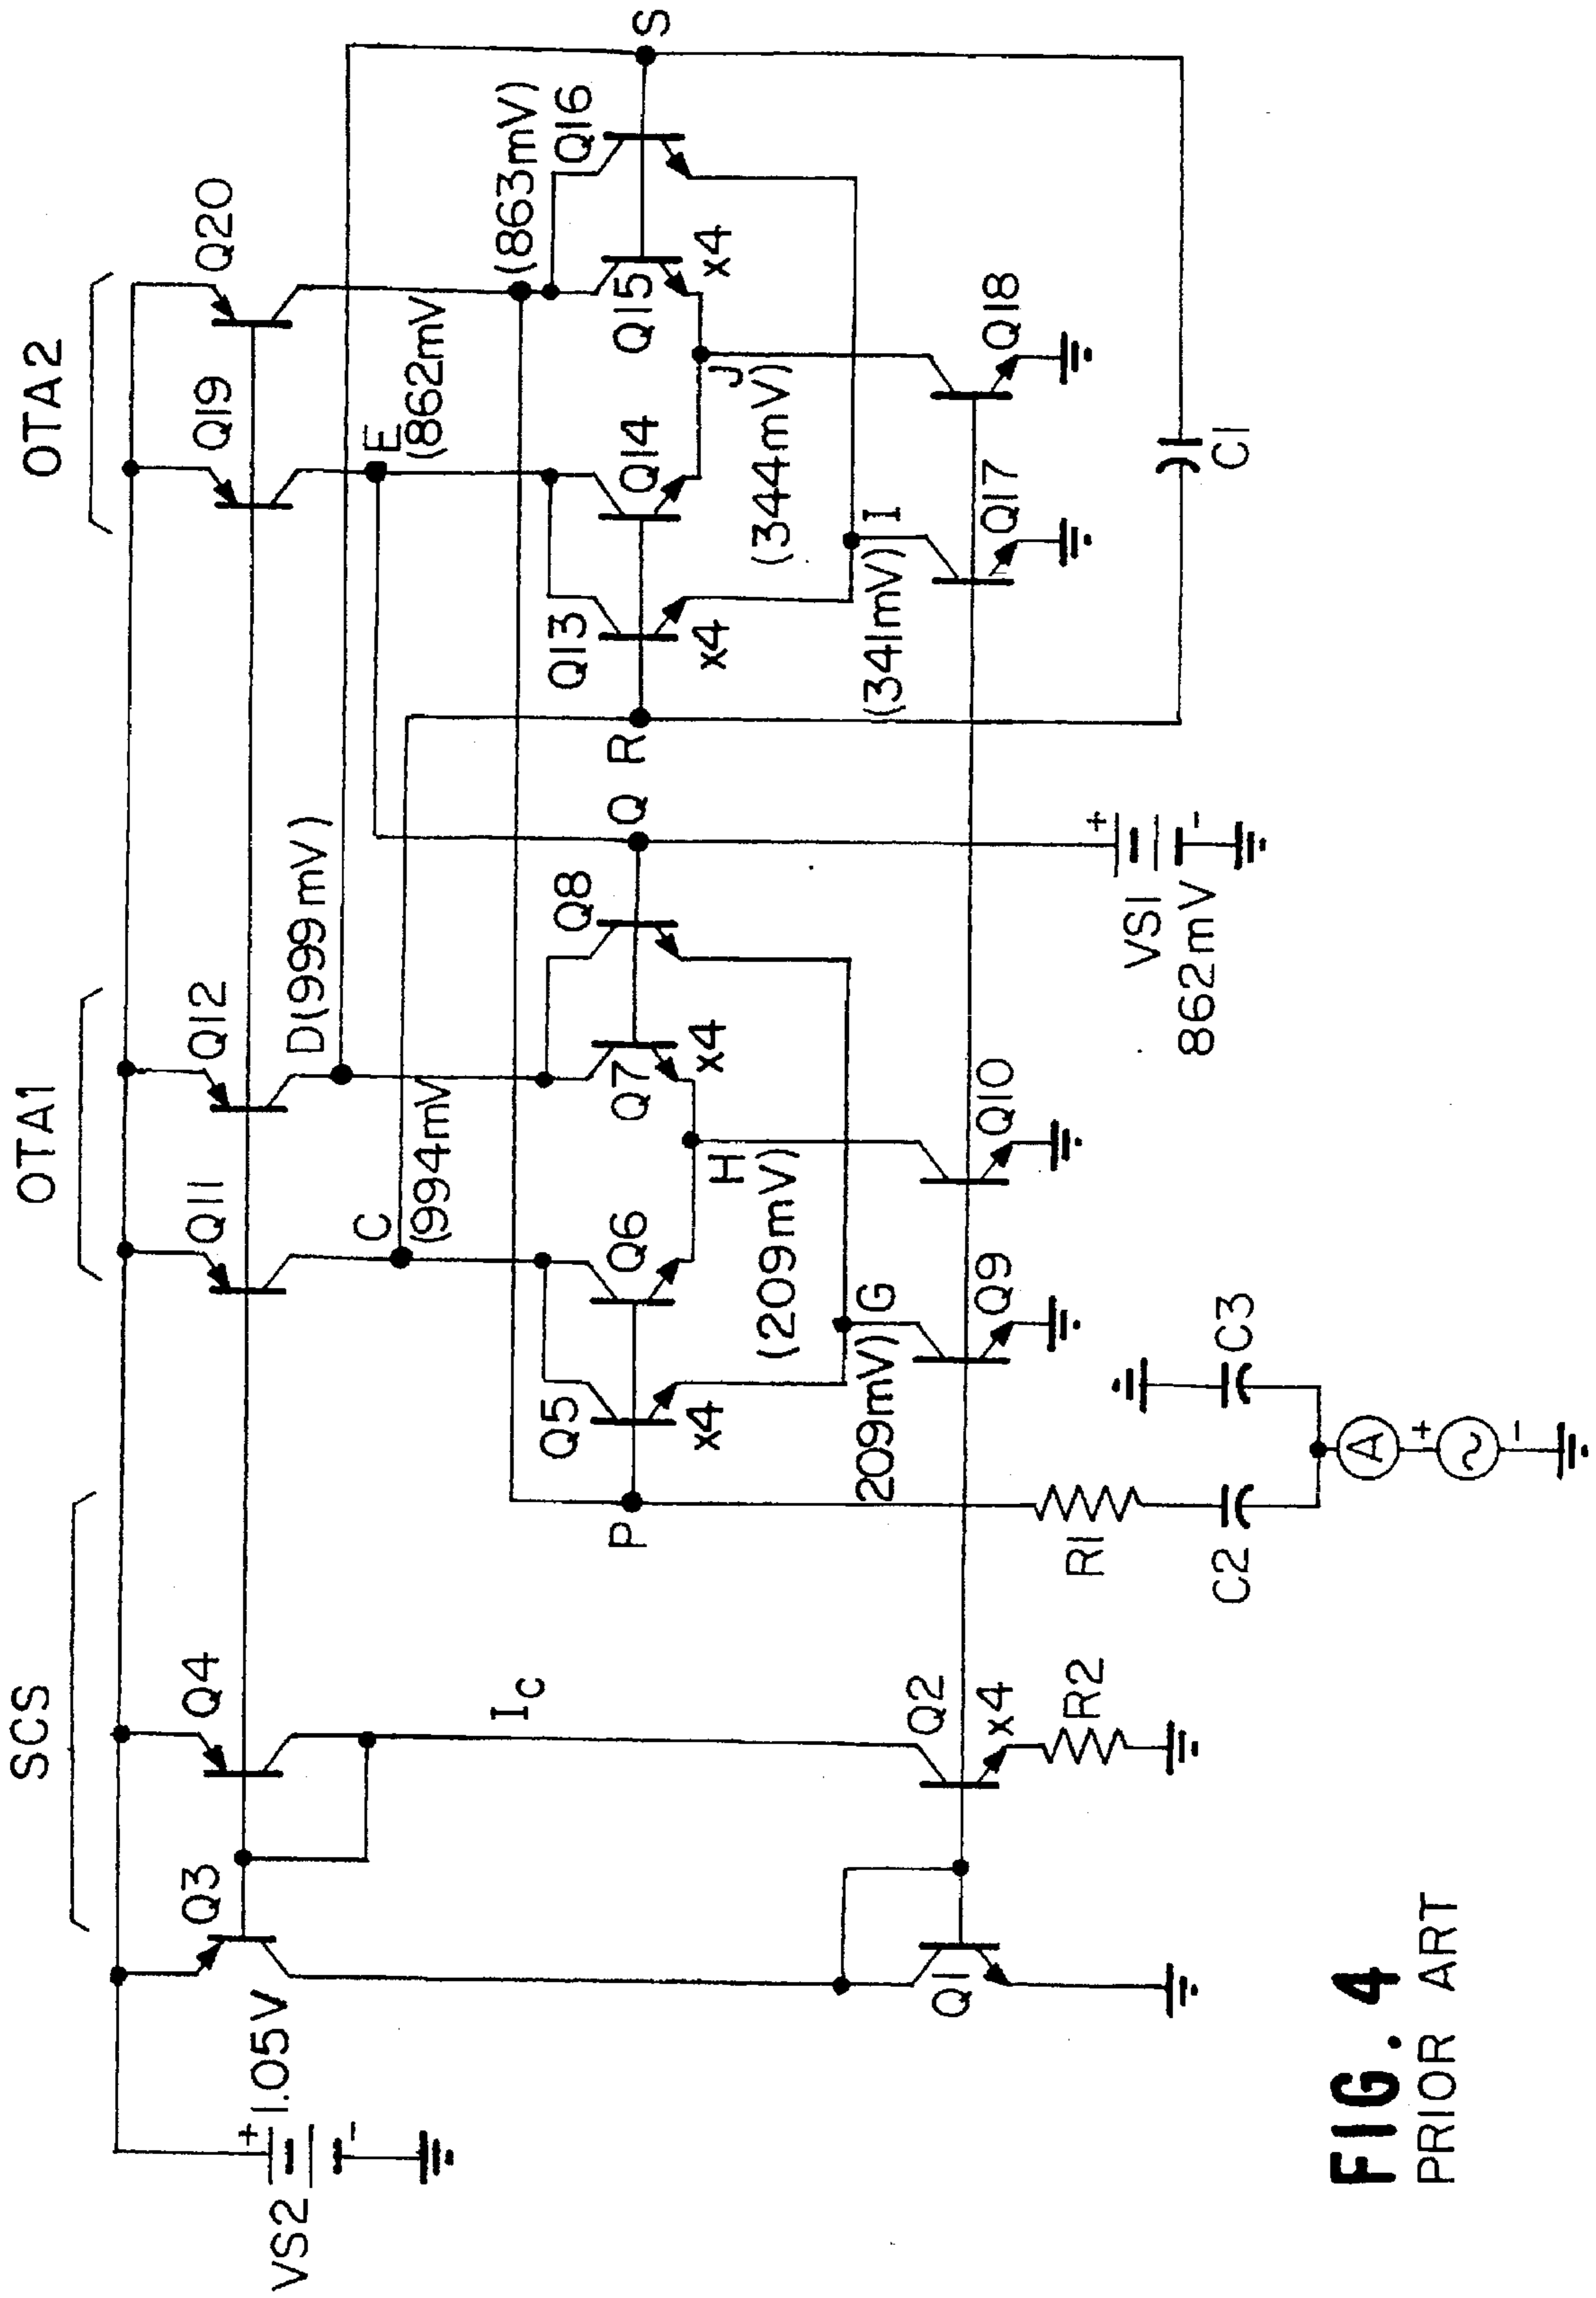 SCS
OTA1
OTA2
Q3
Q4
Q11
Q12
Q19
Q20
VS2
1.05V
+
-
IC
C
(994mV
D(999mV)
E
(862mV
(863mV)
Q5
x4
Q6
Q7
x4
Q8
Q13
x4
Q14
Q15
x4
Q16
P
Q
R
S
H
(209mV)
G
209mV)
J
(344mV)
I
(341mV)
Q1
Q2
x4
R2
Q9
Q10
Q17
Q18
R1
C2
C3
A
+
-
VS1
862mV
+
-
C1
FIG. 4
PRIOR ART